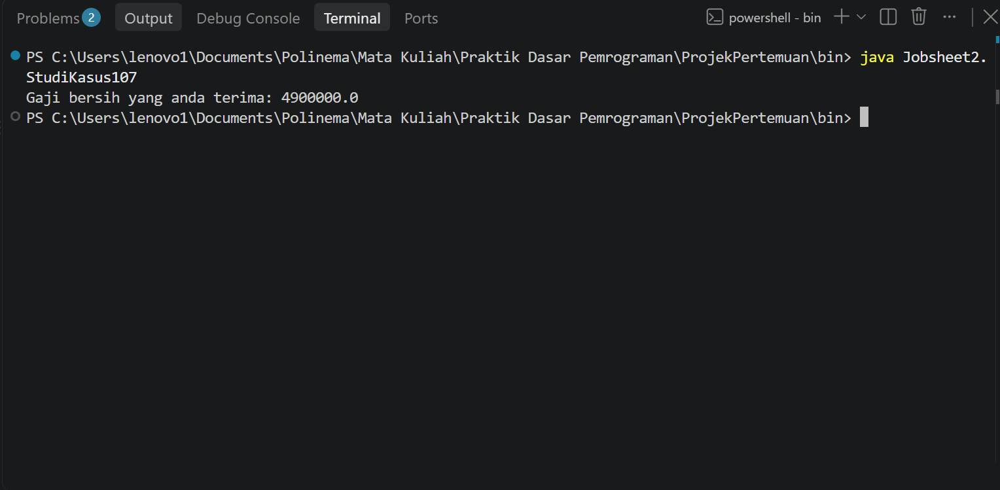 Problems 2 Output Debug Console Terminal Ports powershell - bin
PS C:\Users\lenovo1\Documents\Polinema\Mata Kuliah\Praktik Dasar Pemrograman\ProjekPertemuan\bin> java Jobsheet2.
StudiKasus107
Gaji bersih yang anda terima: 4900000.0
PS C:\Users\lenovo1\Documents\Polinema\Mata Kuliah\Praktik Dasar Pemrograman\ProjekPertemuan\bin>